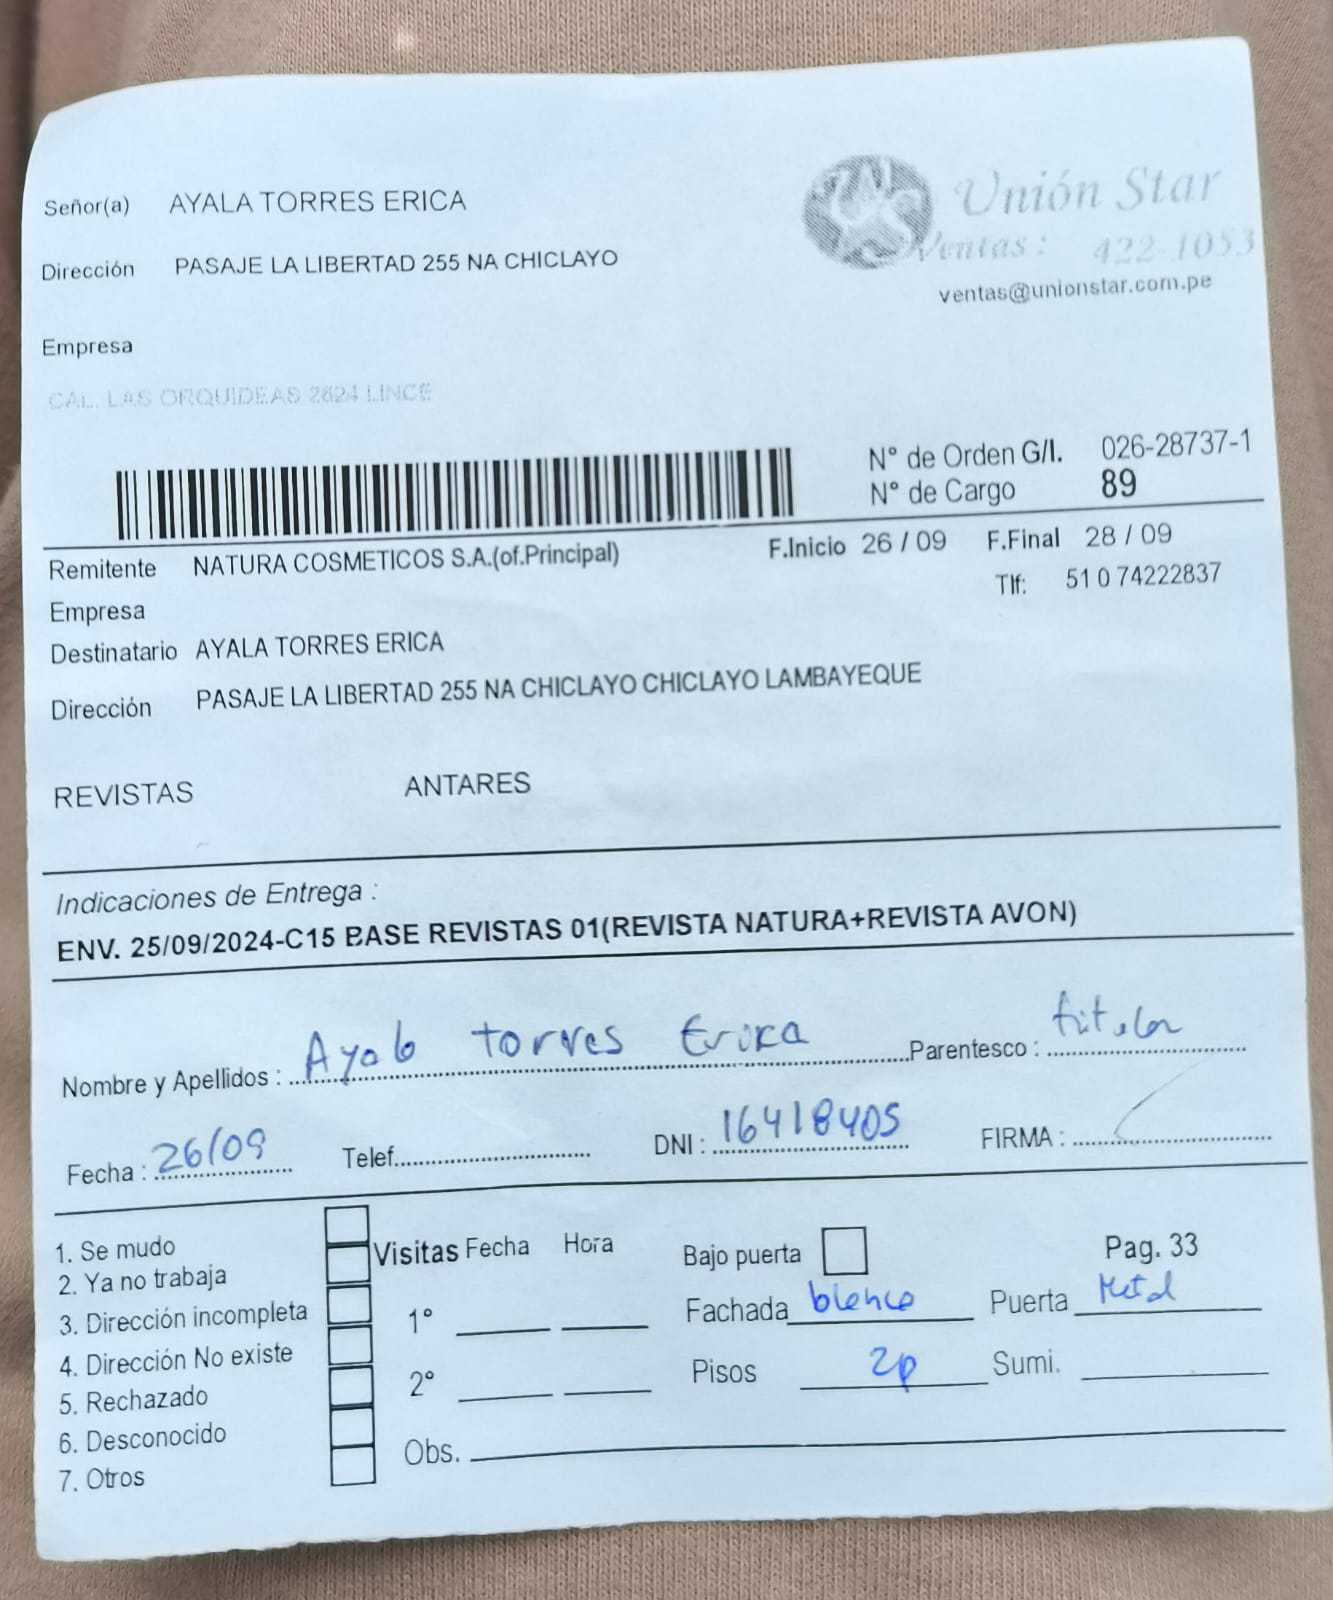 Señor(a) AYALA TORRES ERICA
Unión Star
Ventas: 422-1053
Dirección PASAJE LA LIBERTAD 255 NA CHICLAYO
ventas@unionstar.com.pe
Empresa
CAL. LAS ORQUIDEAS 2624 LINCE
N° de Orden G/I. 026-28737-1
N° de Cargo 89
Remitente NATURA COSMETICOS S.A.(of.Principal) F.Inicio 26 / 09 F.Final 28 / 09
Empresa Tlf: 51 0 74222837
Destinatario AYALA TORRES ERICA
Dirección PASAJE LA LIBERTAD 255 NA CHICLAYO CHICLAYO LAMBAYEQUE
REVISTAS ANTARES
Indicaciones de Entrega :
ENV. 25/09/2024-C15 BASE REVISTAS 01(REVISTA NATURA+REVISTA AVON)
Nombre y Apellidos : Ayala torres Erika Parentesco : titular
Fecha : 26/09 Telef. DNI : 16418405 FIRMA :
1. Se mudo
2. Ya no trabaja
3. Dirección incompleta
4. Dirección No existe
5. Rechazado
6. Desconocido
7. Otros
Visitas Fecha Hora
1°
2°
Obs.
Bajo puerta Pag. 33
Fachada blenco Puerta Metal
Pisos 2p Sumi.